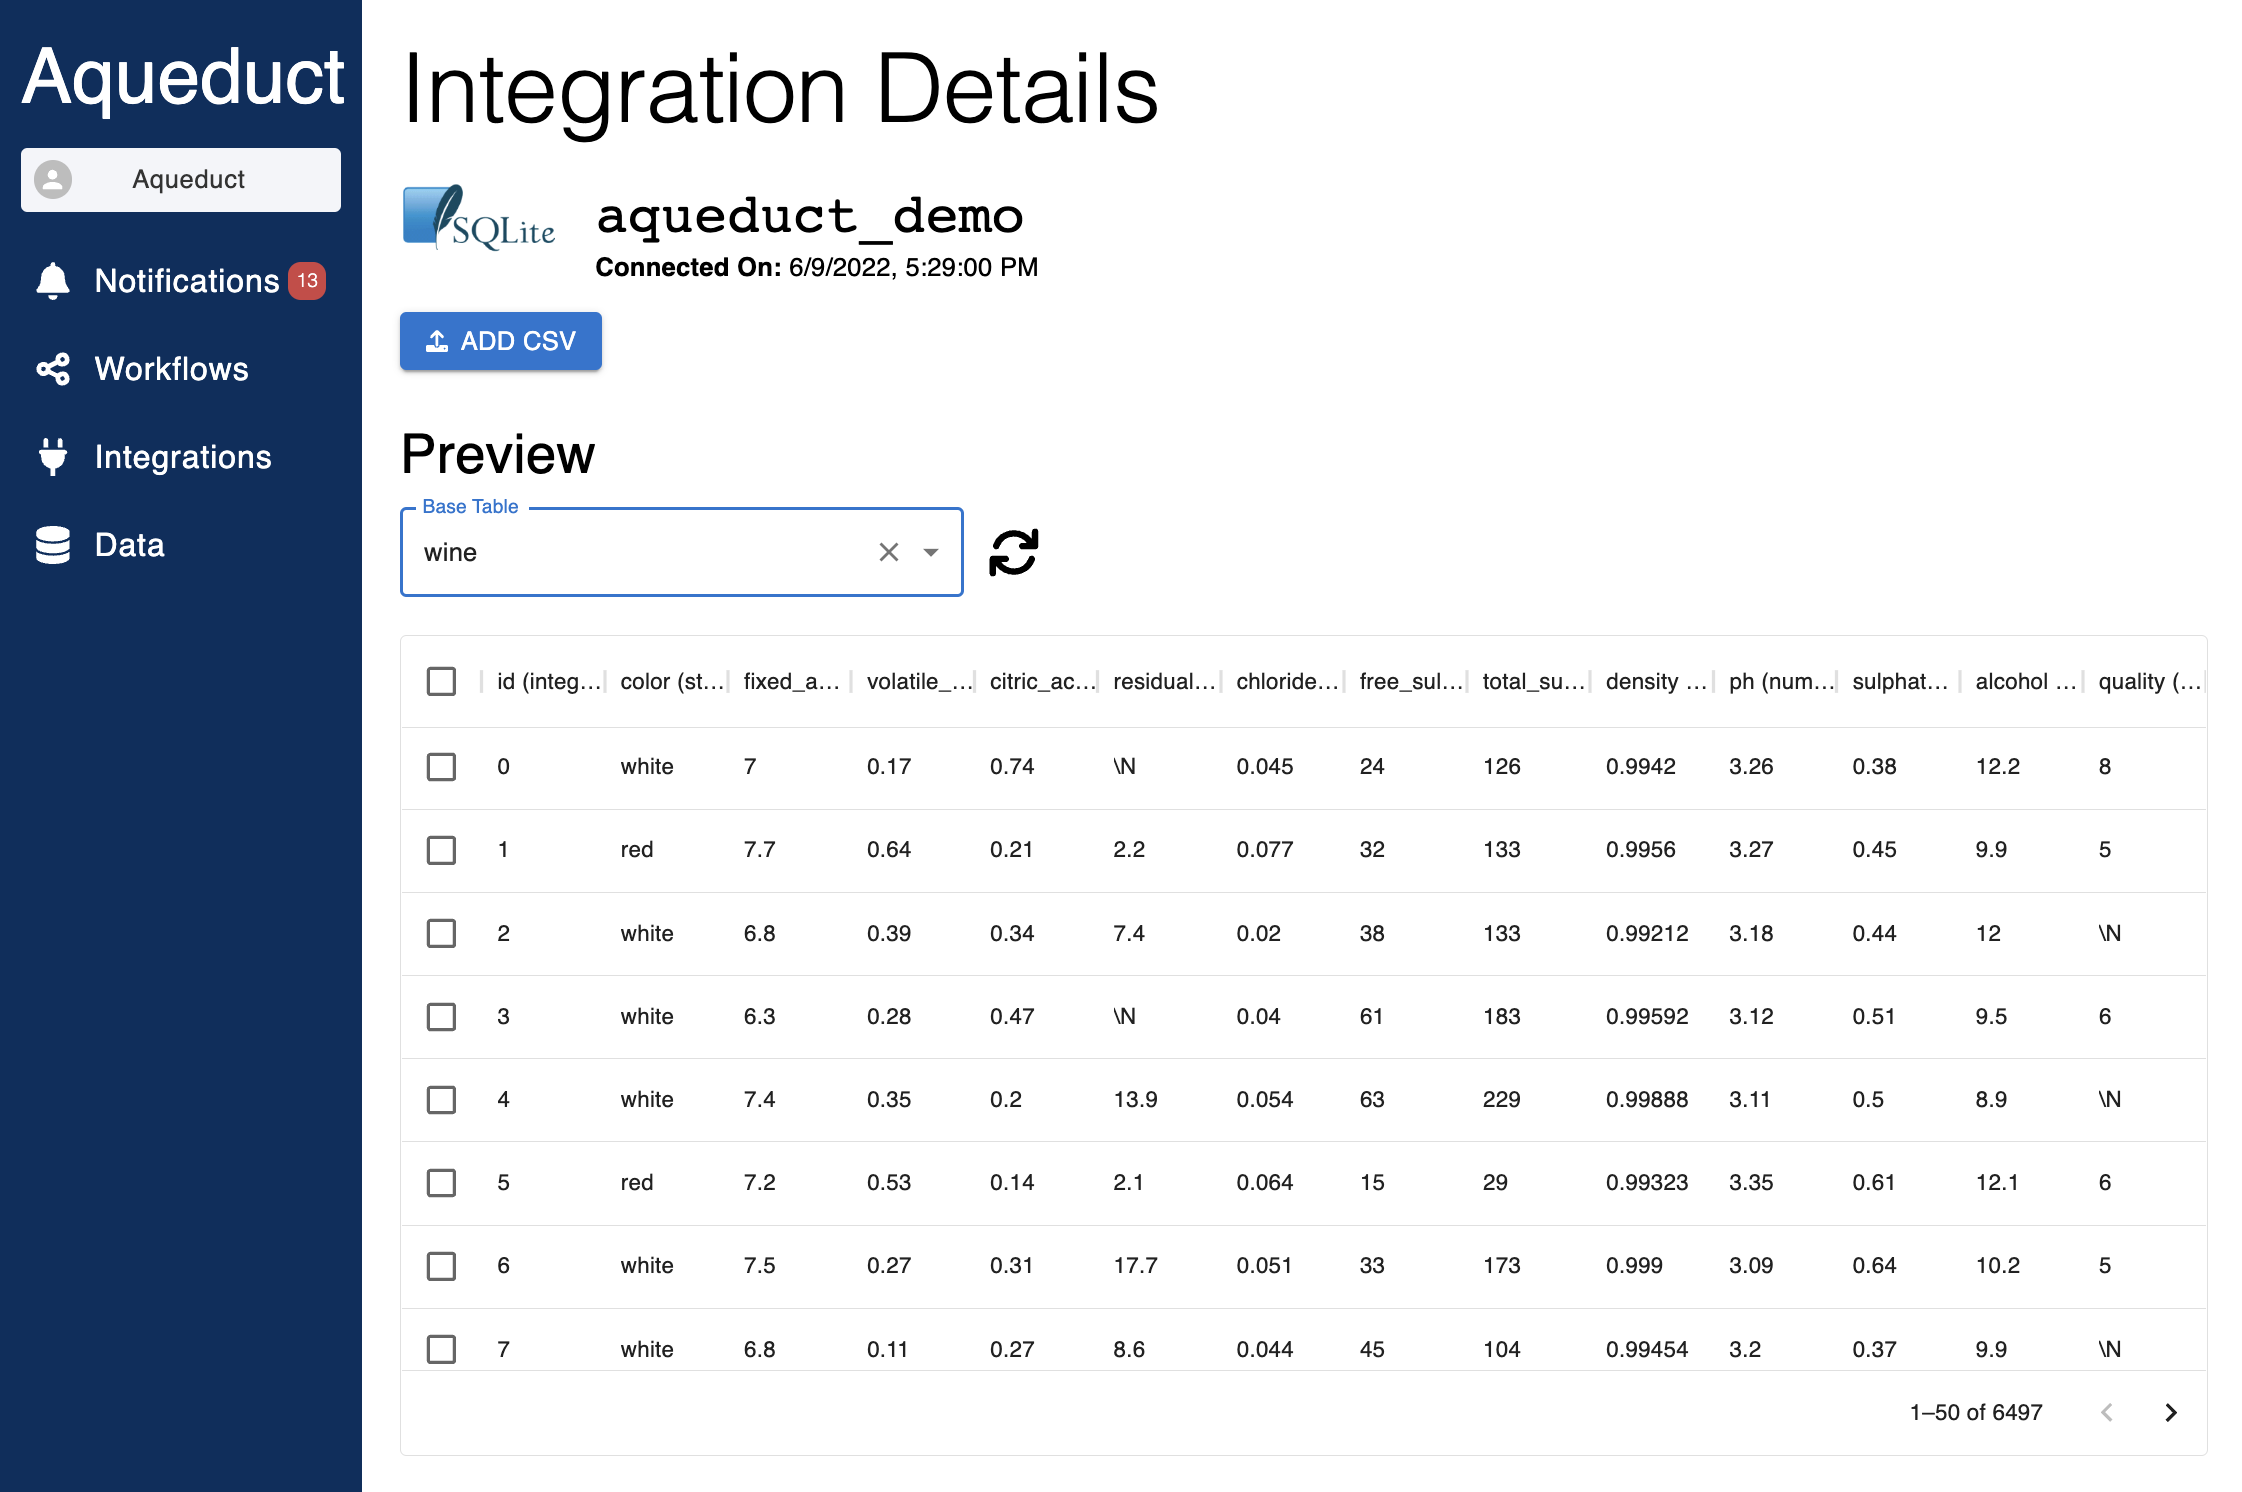 Aqueduct
Aqueduct
Notifications 13
Workflows
Integrations
Data
Integration Details
SQLite
aqueduct_demo
Connected On: 6/9/2022, 5:29:00 PM
ADD CSV
Preview
Base Table
wine
id (integ... color (st... fixed_a... volatile_... citric_ac... residual... chloride... free_sul... total_su... density ... ph (num... sulphat... alcohol ... quality (...
0 white 7 0.17 0.74 \N 0.045 24 126 0.9942 3.26 0.38 12.2 8
1 red 7.7 0.64 0.21 2.2 0.077 32 133 0.9956 3.27 0.45 9.9 5
2 white 6.8 0.39 0.34 7.4 0.02 38 133 0.99212 3.18 0.44 12 \N
3 white 6.3 0.28 0.47 \N 0.04 61 183 0.99592 3.12 0.51 9.5 6
4 white 7.4 0.35 0.2 13.9 0.054 63 229 0.99888 3.11 0.5 8.9 \N
5 red 7.2 0.53 0.14 2.1 0.064 15 29 0.99323 3.35 0.61 12.1 6
6 white 7.5 0.27 0.31 17.7 0.051 33 173 0.999 3.09 0.64 10.2 5
7 white 6.8 0.11 0.27 8.6 0.044 45 104 0.99454 3.2 0.37 9.9 \N
1–50 of 6497